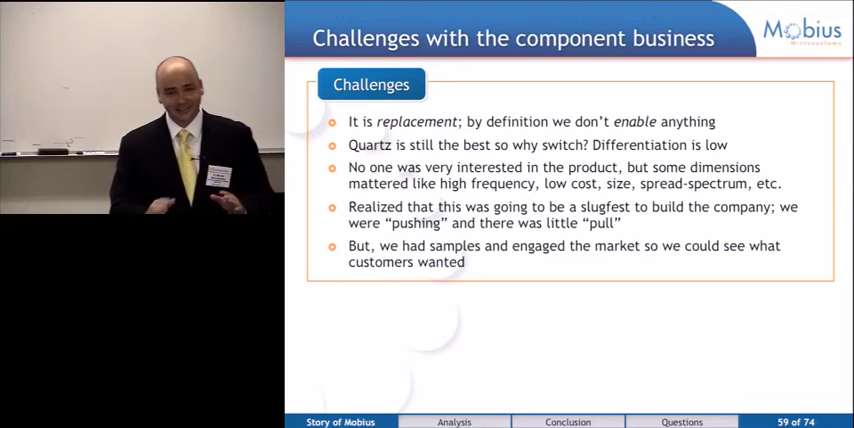 Challenges with the component business
Mobius
Microsystems
Challenges
It is replacement; by definition we don't enable anything
Quartz is still the best so why switch? Differentiation is low
No one was very interested in the product, but some dimensions
mattered like high frequency, low cost, size, spread-spectrum, etc.
Realized that this was going to be a slugfest to build the company; we
were “pushing” and there was little “pull”
But, we had samples and engaged the market so we could see what
customers wanted
Story of Mobius
Analysis
Conclusion
Questions
59 of 74